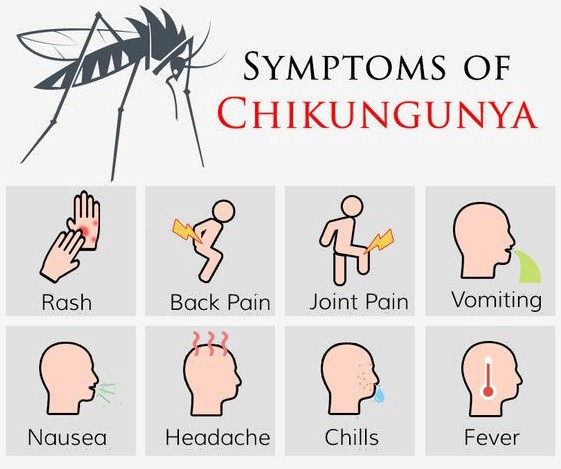 SYMPTOMS OF
CHIKUNGUNYA
Rash
Back Pain
Joint Pain
Vomiting
Nausea
Headache
Chills
Fever